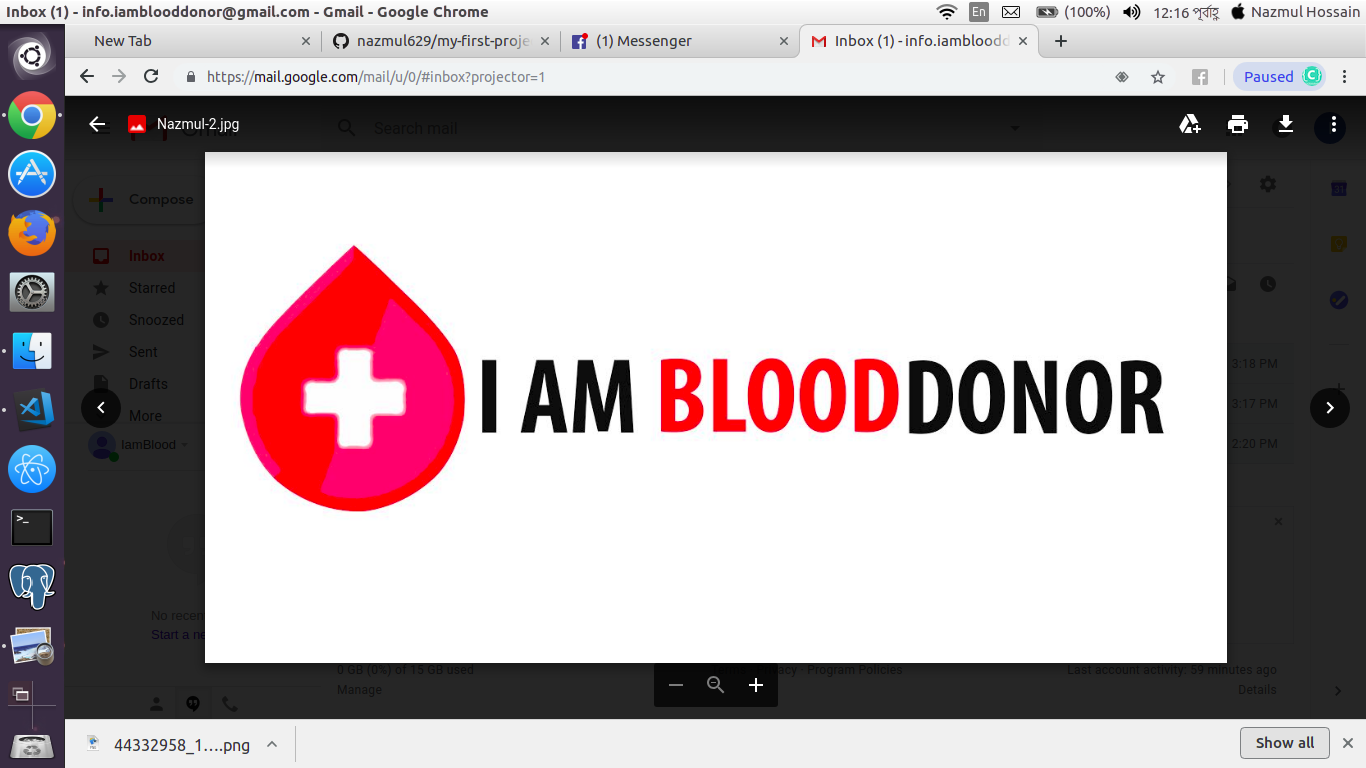 Inbox (1) - info.iamblooddonor@gmail.com - Gmail - Google Chrome
En
(100%)
12:16 পূর্বাহ্ণ
Nazmul Hossain
New Tab
nazmul629/my-first-proje
(1) Messenger
Inbox (1) - info.iambloodd
https://mail.google.com/mail/u/0/#inbox?projector=1
Paused
C
Nazmul-2.jpg
Search mail
Compose
Inbox
Starred
Snoozed
Sent
Drafts
More
IamBlood
I AM BLOODDONOR
3:18 PM
3:17 PM
2:20 PM
No recen
Start a ne
0 GB (0%) of 15 GB used
Manage
Program Policies
Last account activity: 59 minutes ago
Details
44332958_1....png
Show all